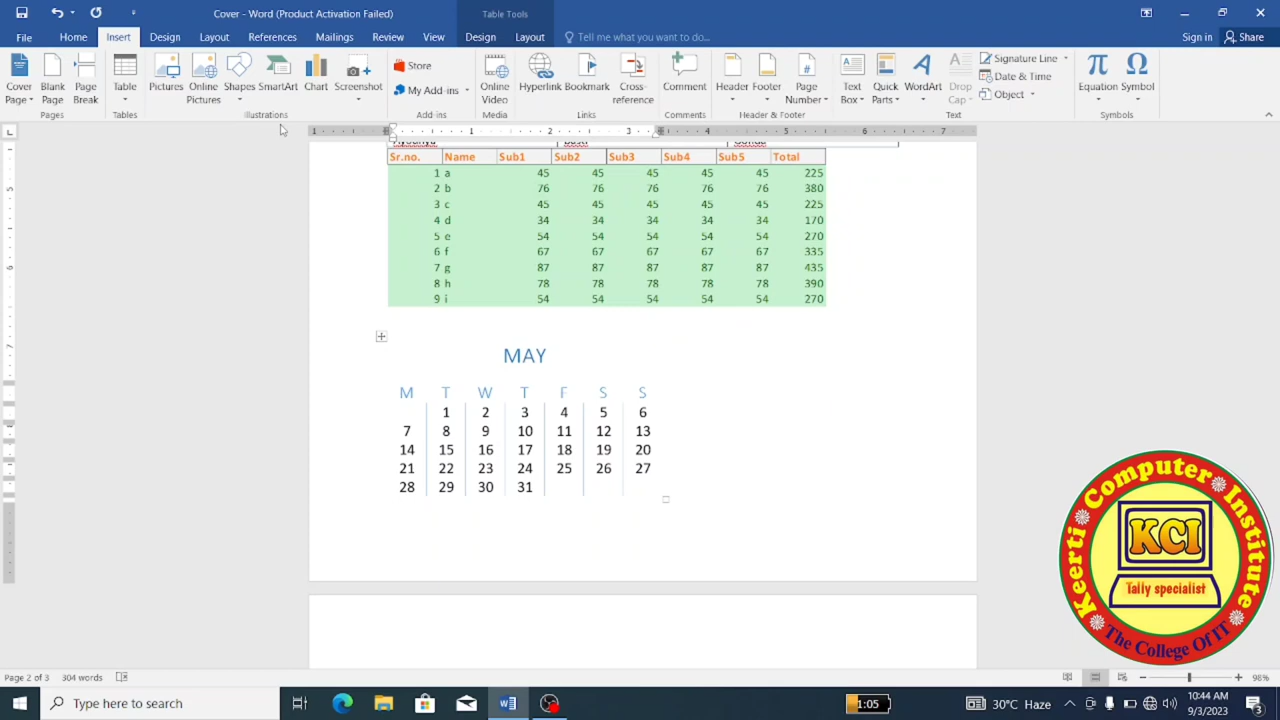 Cover - Word (Product Activation Failed)
Table Tools
File Home Insert Design Layout References Mailings Review View Design Layout Tell me what you want to do... Sign in Share
Cover Page Blank Page Page Break Table Pictures Online Pictures Shapes SmartArt Chart Screenshot Store My Add-ins Online Video Hyperlink Bookmark Cross-reference Comment Header Footer Page Number Text Box Quick Parts WordArt Drop Cap Signature Line Date & Time Object Equation Symbol
Pages Tables Illustrations Add-ins Media Links Comments Header & Footer Text Symbols
1 1 2 3 4 5 6 7
Sr.no. Name Sub1 Sub2 Sub3 Sub4 Sub5 Total
1 a 45 45 45 45 45 225
2 b 76 76 76 76 76 380
3 c 45 45 45 45 45 225
4 d 34 34 34 34 34 170
5 e 54 54 54 54 54 270
6 f 67 67 67 67 67 335
7 g 87 87 87 87 87 435
8 h 78 78 78 78 78 390
9 i 54 54 54 54 54 270
MAY
M T W T F S S
1 2 3 4 5 6
7 8 9 10 11 12 13
14 15 16 17 18 19 20
21 22 23 24 25 26 27
28 29 30 31
Keerti Computer Institute
KCI
Tally specialist
The College Of IT
Page 2 of 3 304 words
98%
Type here to search
1:05
30°C Haze
10:44 AM
9/3/2023
3